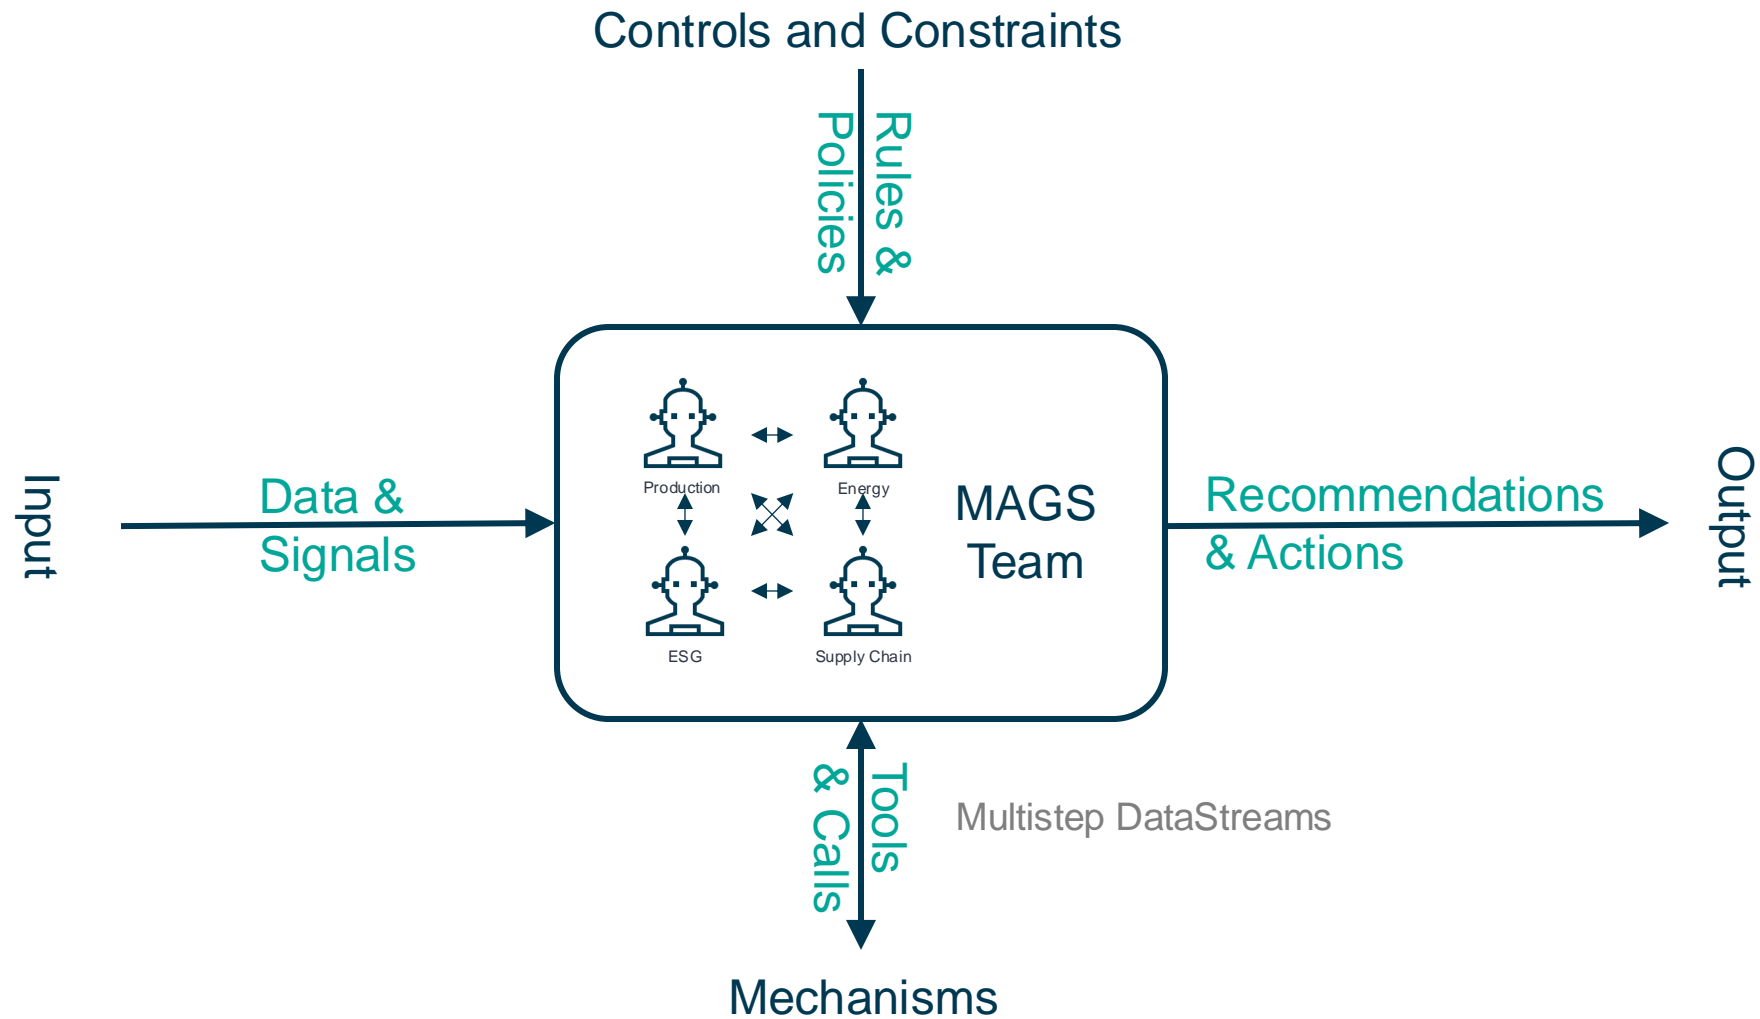 Controls and Constraints
Rules &
Policies
Input
Data &
Signals
Production
Energy
ESG
Supply Chain
MAGS
Team
Recommendations
& Actions
Output
Tools
& Calls
Multistep DataStreams
Mechanisms